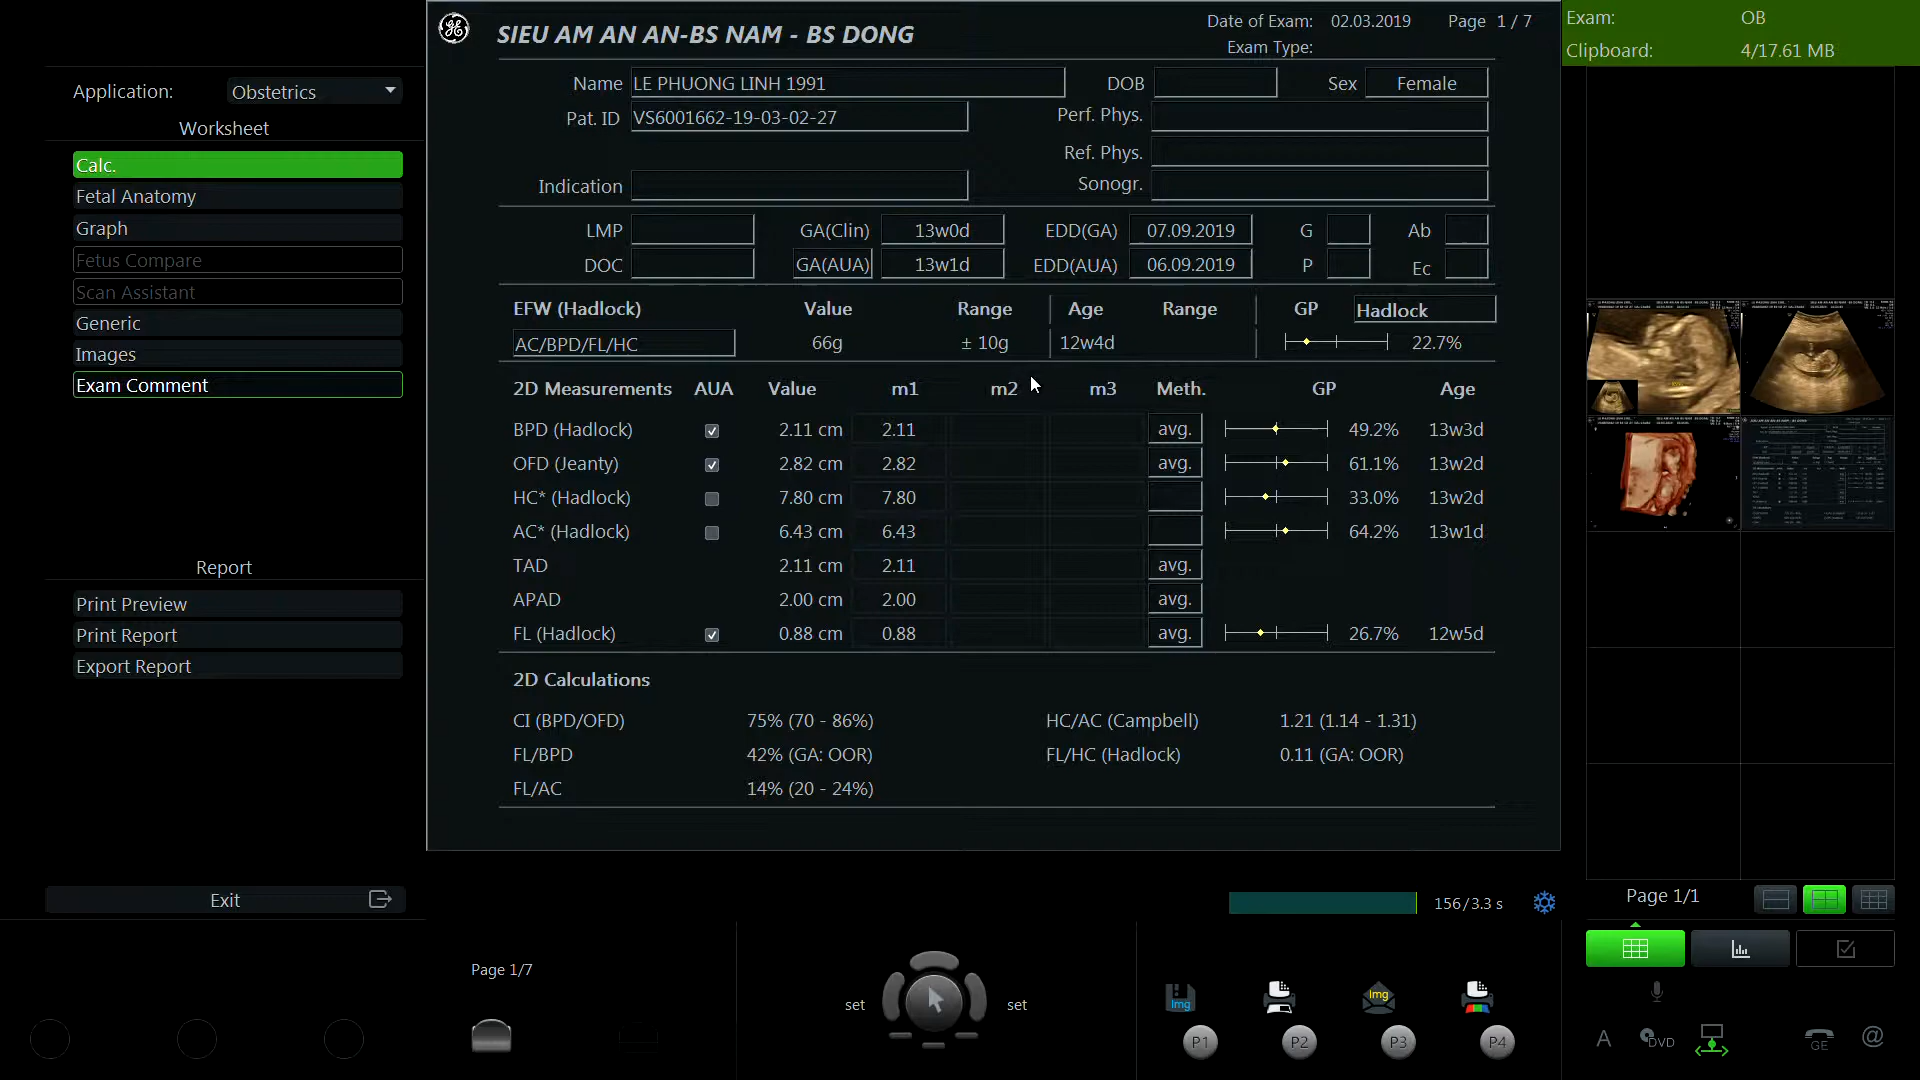 SIEU AM AN AN-BS NAM - BS DONG
Date of Exam: 02.03.2019 Page 1 / 7
Exam Type:
Exam: OB
Clipboard: 4/17.61 MB
Application: Obstetrics
Worksheet
Calc.
Fetal Anatomy
Graph
Fetus Compare
Scan Assistant
Generic
Images
Exam Comment
Report
Print Preview
Print Report
Export Report
Exit
Name LE PHUONG LINH 1991 DOB Sex Female
Pat. ID VS6001662-19-03-02-27 Perf. Phys.
Ref. Phys.
Indication Sonogr.
LMP GA(Clin) 13w0d EDD(GA) 07.09.2019 G Ab
DOC GA(AUA) 13w1d EDD(AUA) 06.09.2019 P Ec
EFW (Hadlock) Value Range Age Range GP Hadlock
AC/BPD/FL/HC 66g ± 10g 12w4d 22.7%
2D Measurements AUA Value m1 m2 m3 Meth. GP Age
BPD (Hadlock) 2.11 cm 2.11 avg. 49.2% 13w3d
OFD (Jeanty) 2.82 cm 2.82 avg. 61.1% 13w2d
HC* (Hadlock) 7.80 cm 7.80 33.0% 13w2d
AC* (Hadlock) 6.43 cm 6.43 64.2% 13w1d
TAD 2.11 cm 2.11 avg.
APAD 2.00 cm 2.00 avg.
FL (Hadlock) 0.88 cm 0.88 avg. 26.7% 12w5d
2D Calculations
CI (BPD/OFD) 75% (70 - 86%) HC/AC (Campbell) 1.21 (1.14 - 1.31)
FL/BPD 42% (GA: OOR) FL/HC (Hadlock) 0.11 (GA: OOR)
FL/AC 14% (20 - 24%)
156/3.3 s
Page 1/1
Page 1/7
set set
Img Img
P1 P2 P3 P4
A DVD GE @